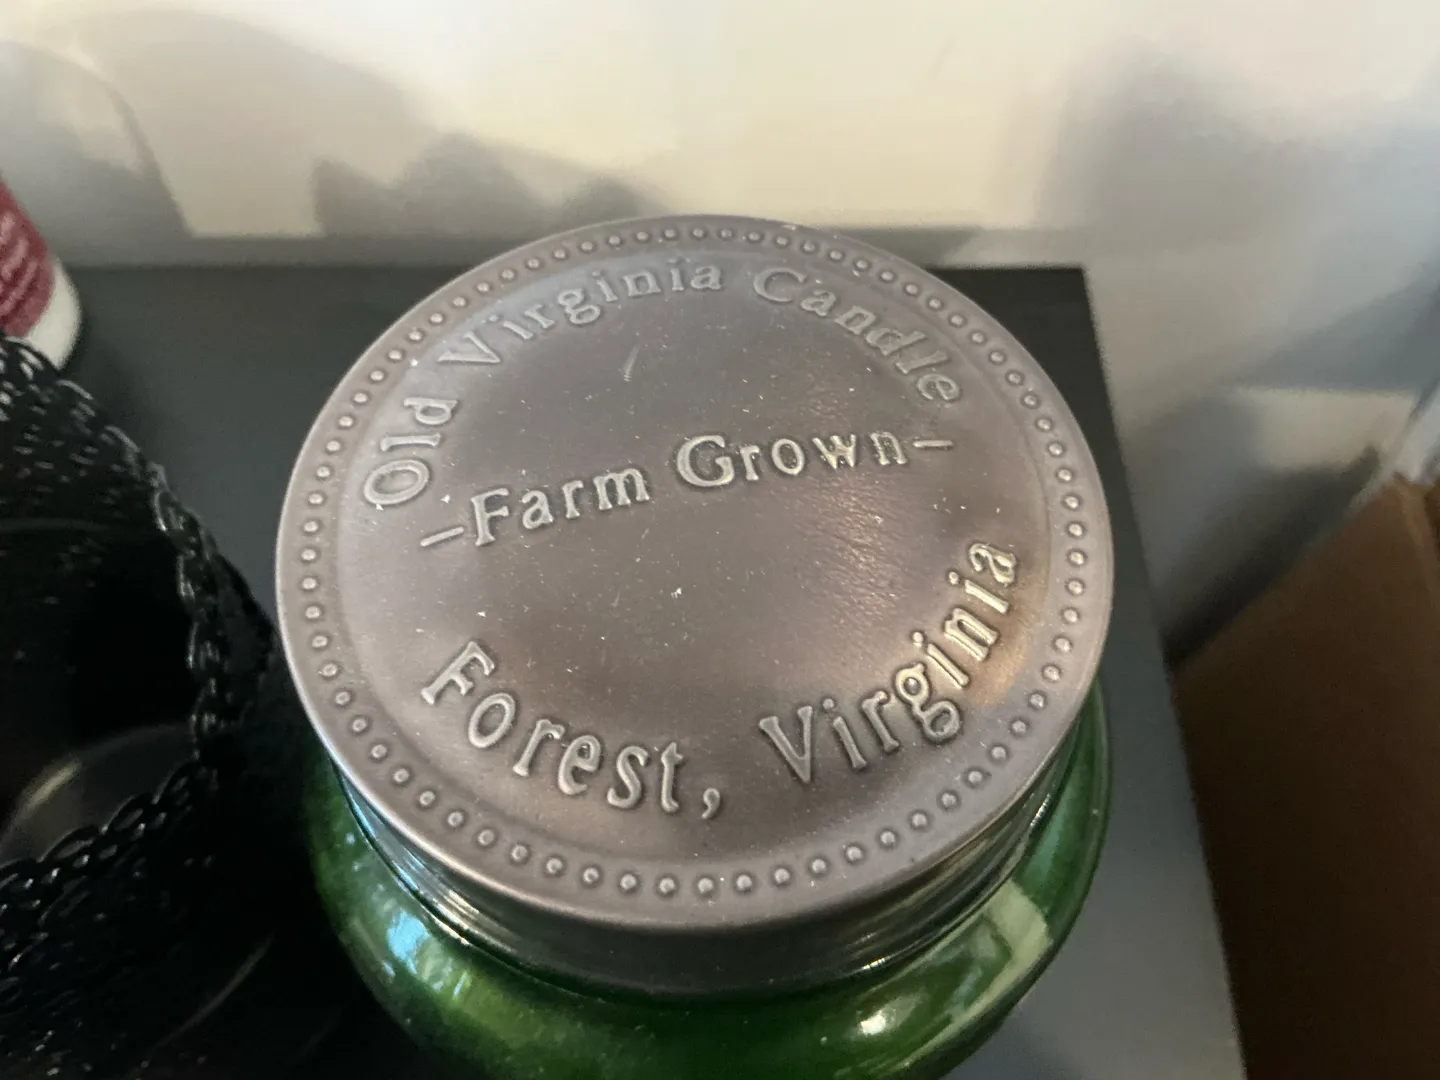 Old Virginia Candle
-Farm Grown-
Forest, Virginia